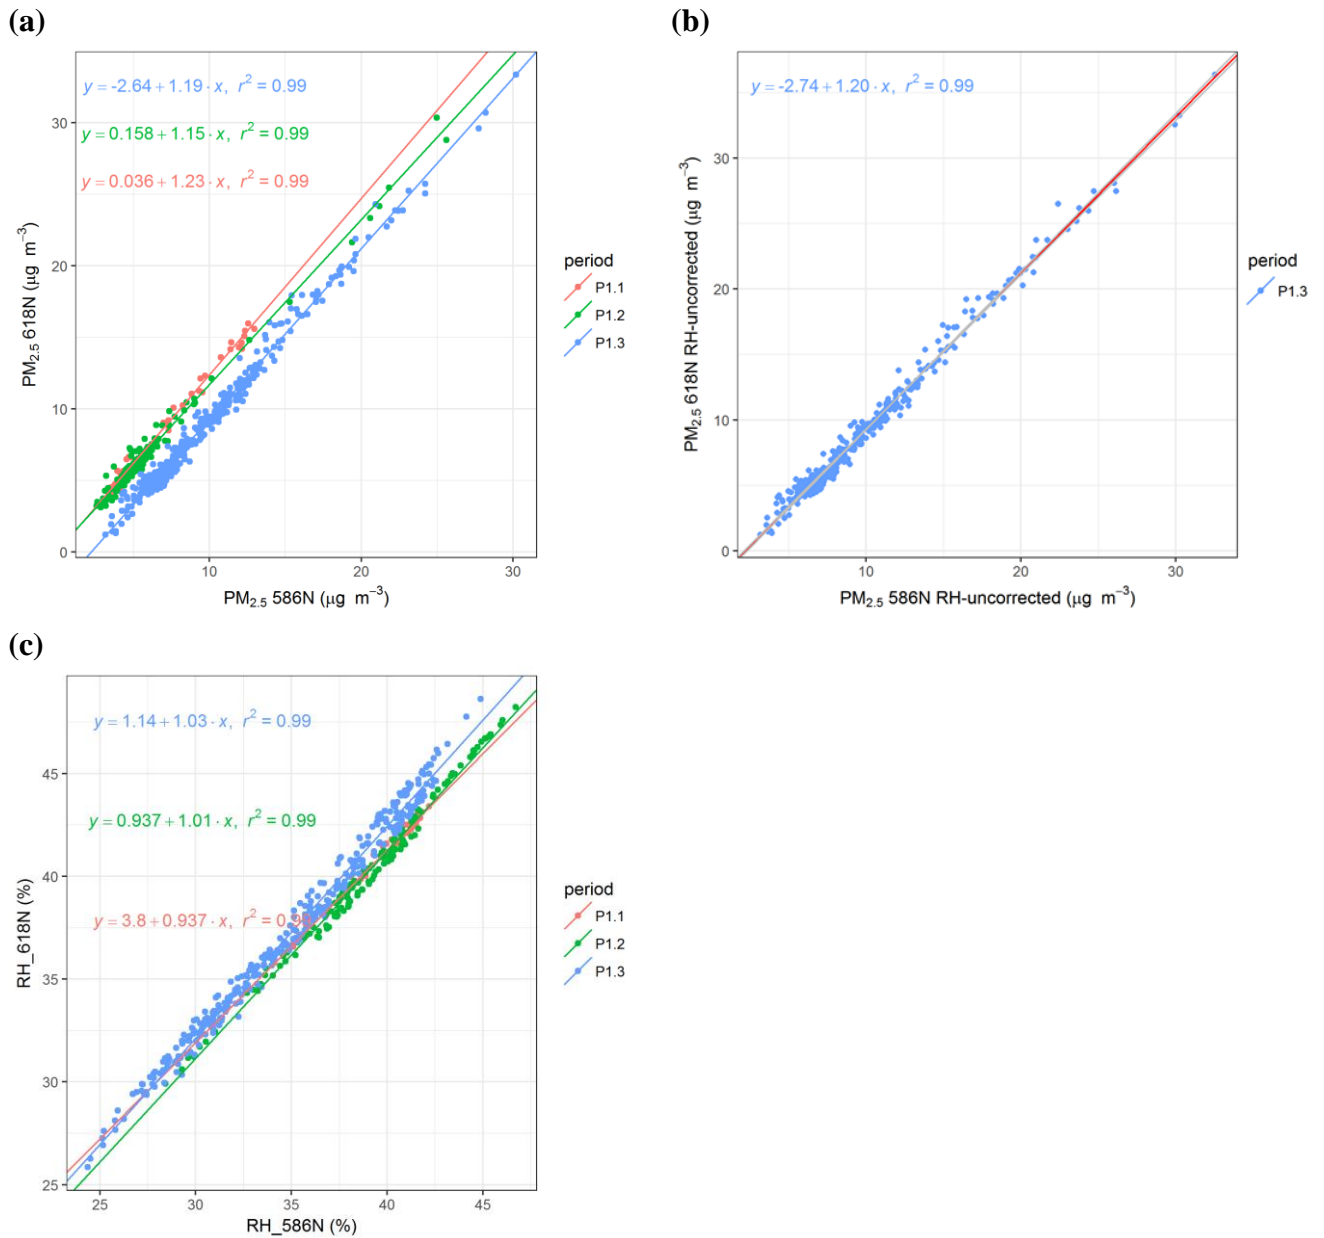 (a)
y = -2.64 + 1.19 · x, r² = 0.99
y = 0.158 + 1.15 · x, r² = 0.99
y = 0.036 + 1.23 · x, r² = 0.99
30
20
10
0
10 20 30
PM₂.₅ 618N (μg m⁻³)
PM₂.₅ 586N (μg m⁻³)
period
P1.1
P1.2
P1.3
(b)
y = -2.74 + 1.20 · x, r² = 0.99
30
20
10
0
10 20 30
PM₂.₅ 618N RH-uncorrected (μg m⁻³)
PM₂.₅ 586N RH-uncorrected (μg m⁻³)
period
P1.3
(c)
y = 1.14 + 1.03 · x, r² = 0.99
y = 0.937 + 1.01 · x, r² = 0.99
y = 3.8 + 0.937 · x, r² =
45
40
35
30
25
25 30 35 40 45
RH_618N (%)
RH_586N (%)
period
P1.1
P1.2
P1.3